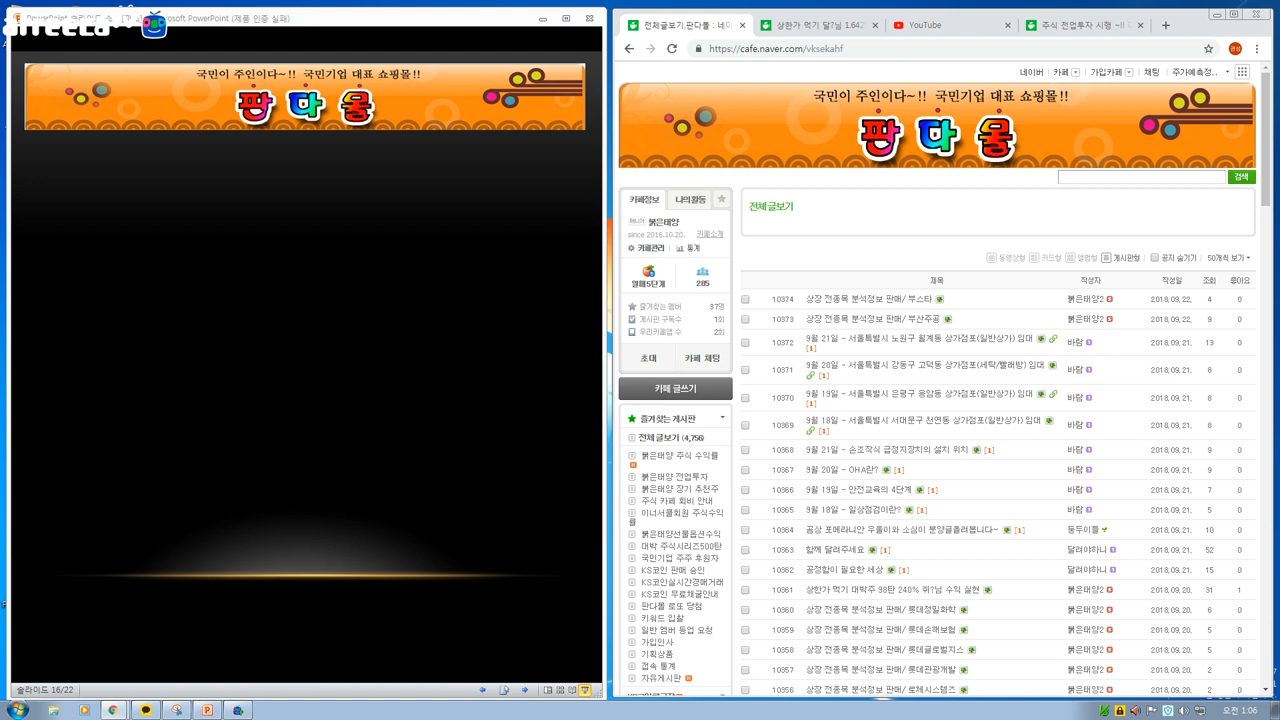 afreeca
PowerPoint 슬라이드 쇼
Microsoft PowerPoint (제품 인증 실패)
국민이 주인이다~!! 국민기업 대표 쇼핑몰!!
판다몰
슬라이드 16/22
전체글보기,판다몰 : 네이
상한가 먹기 달?님 1.642
YouTube
주식 전업투자 시행 ~!!
https://cafe.naver.com/vksekahf
네이버 카페 가입카페 채팅 주가예측정..
국민이 주인이다~!! 국민기업 대표 쇼핑몰!!
판다몰
검색
카페정보 나의활동
매니저 붉은태양
since 2016.10.20. 카페소개
카페관리 통계
열매5단계 285
즐겨찾는 멤버 37명
게시판 구독수 1회
우리카페앱 수 2회
초대 카페 채팅
카페 글쓰기
즐겨찾는 게시판
전체글보기 (4,756)
붉은태양 주식 수익률
붉은태양 전업투자
붉은태양 장기 추천주
주식 카페 회비 안내
이너서클회원 주식수익률
붉은태양선물옵션수익
대박 주식시리즈500탄
국민기업 주주 후원자
KS코인 판매 승인
KS코인실시간경매거래
KS코인 무료채굴안내
판다몰 로또 당첨
키워드 입찰
일반 멤버 등업 요청
가입인사
기획상품
접속 통계
자유게시판
전체글보기
동영상형 카드형 앨범형 게시판형 공지 숨기기 50개씩 보기
제목 작성자 작성일 조회 좋아요
10374 상장 전종목 분석정보 판매/ 부스타 붉은태양2 2018.09.22. 4 0
10373 상장 전종목 분석정보 판매/ 부산주공 붉은태양2 2018.09.22. 9 0
10372 9월 21일 - 서울특별시 노원구 월계동 상가점포(일반상가) 임대 [1] 바람 2018.09.21. 13 0
10371 9월 20일 - 서울특별시 강동구 고덕동 상가점포(세탁/빨래방) 임대 [1] 바람 2018.09.21. 8 0
10370 9월 19일 - 서울특별시 은평구 응암동 상가점포(일반상가) 임대 [1] 바람 2018.09.21. 8 0
10369 9월 18일 - 서울특별시 서대문구 천연동 상가점포(일반상가) 임대 [1] 바람 2018.09.21. 8 0
10368 9월 21일 - 손조작식 급정지장치의 설치 위치 [1] 바람 2018.09.21. 9 0
10367 9월 20일 - OHA란? [1] 바람 2018.09.21. 9 0
10366 9월 19일 - 안전교육의 4단계 [1] 바람 2018.09.21. 7 0
10365 9월 18일 - 일상점검이란? [1] 바람 2018.09.21. 5 0
10364 곰상 포메라니안 우돌이와 소심이 분양글올려봅니다~ [1] 둥두이틀 2018.09.21. 10 0
10363 함께 달려주세요 [1] 달려야하니 2018.09.21. 52 0
10362 공정함이 필요한 세상 [1] 달려야하니 2018.09.21. 15 0
10361 상한가 먹기 대박주 98탄 240% 쥐?님 수익 실현 붉은태양2 2018.09.20. 31 1
10360 상장 전종목 분석정보 판매/ 롯데정밀화학 붉은태양2 2018.09.20. 6 0
10359 상장 전종목 분석정보 판매/ 롯데손해보험 붉은태양2 2018.09.20. 5 0
10358 상장 전종목 분석정보 판매/ 롯데글로벌지스 붉은태양2 2018.09.20. 5 0
10357 상장 전종목 분석정보 판매/ 롯데관광개발 붉은태양2 2018.09.20. 2 0
10356 상장 전종목 분석정보 판매/ 로체시스템즈 붉은태양2 2018.09.20. 2 0
오전 1:06